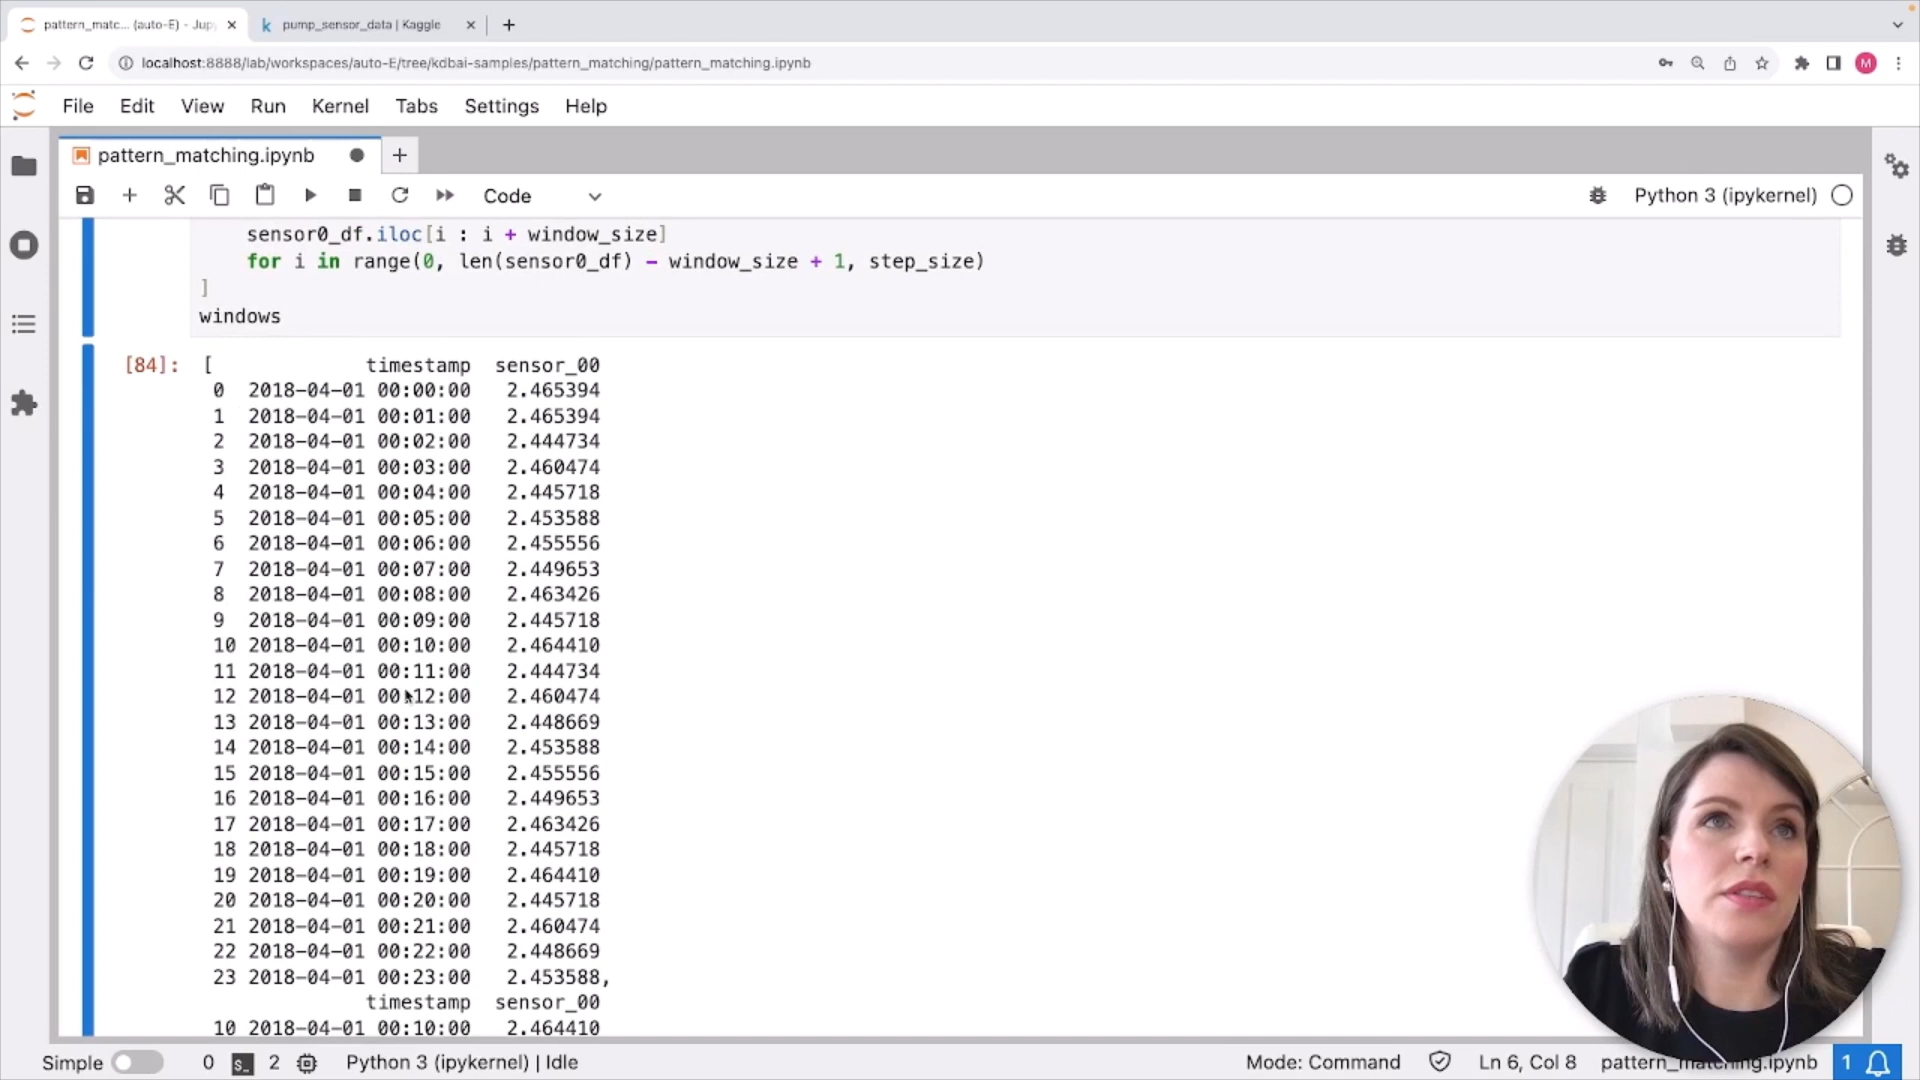 pattern_matc... (auto-E) - Jup
pump_sensor_data | Kaggle
localhost:8888/lab/workspaces/auto-E/tree/kdbai-samples/pattern_matching/pattern_matching.ipynb
M
File Edit View Run Kernel Tabs Settings Help
pattern_matching.ipynb
Code
Python 3 (ipykernel)
sensor0_df.iloc[i : i + window_size]
for i in range(0, len(sensor0_df) - window_size + 1, step_size)
]
windows
[84]: [ timestamp sensor_00
0 2018-04-01 00:00:00 2.465394
1 2018-04-01 00:01:00 2.465394
2 2018-04-01 00:02:00 2.444734
3 2018-04-01 00:03:00 2.460474
4 2018-04-01 00:04:00 2.445718
5 2018-04-01 00:05:00 2.453588
6 2018-04-01 00:06:00 2.455556
7 2018-04-01 00:07:00 2.449653
8 2018-04-01 00:08:00 2.463426
9 2018-04-01 00:09:00 2.445718
10 2018-04-01 00:10:00 2.464410
11 2018-04-01 00:11:00 2.444734
12 2018-04-01 00:12:00 2.460474
13 2018-04-01 00:13:00 2.448669
14 2018-04-01 00:14:00 2.453588
15 2018-04-01 00:15:00 2.455556
16 2018-04-01 00:16:00 2.449653
17 2018-04-01 00:17:00 2.463426
18 2018-04-01 00:18:00 2.445718
19 2018-04-01 00:19:00 2.464410
20 2018-04-01 00:20:00 2.445718
21 2018-04-01 00:21:00 2.460474
22 2018-04-01 00:22:00 2.448669
23 2018-04-01 00:23:00 2.453588,
timestamp sensor_00
10 2018-04-01 00:10:00 2.464410
Simple 0 2 Python 3 (ipykernel) | Idle Mode: Command Ln 6, Col 8 pattern_matching.ipynb 1